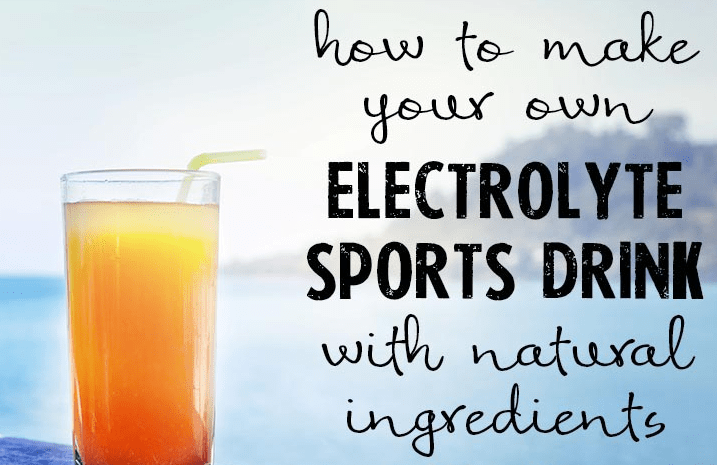 how to make
your own
ELECTROLYTE
SPORTS DRINK
with natural
ingredients